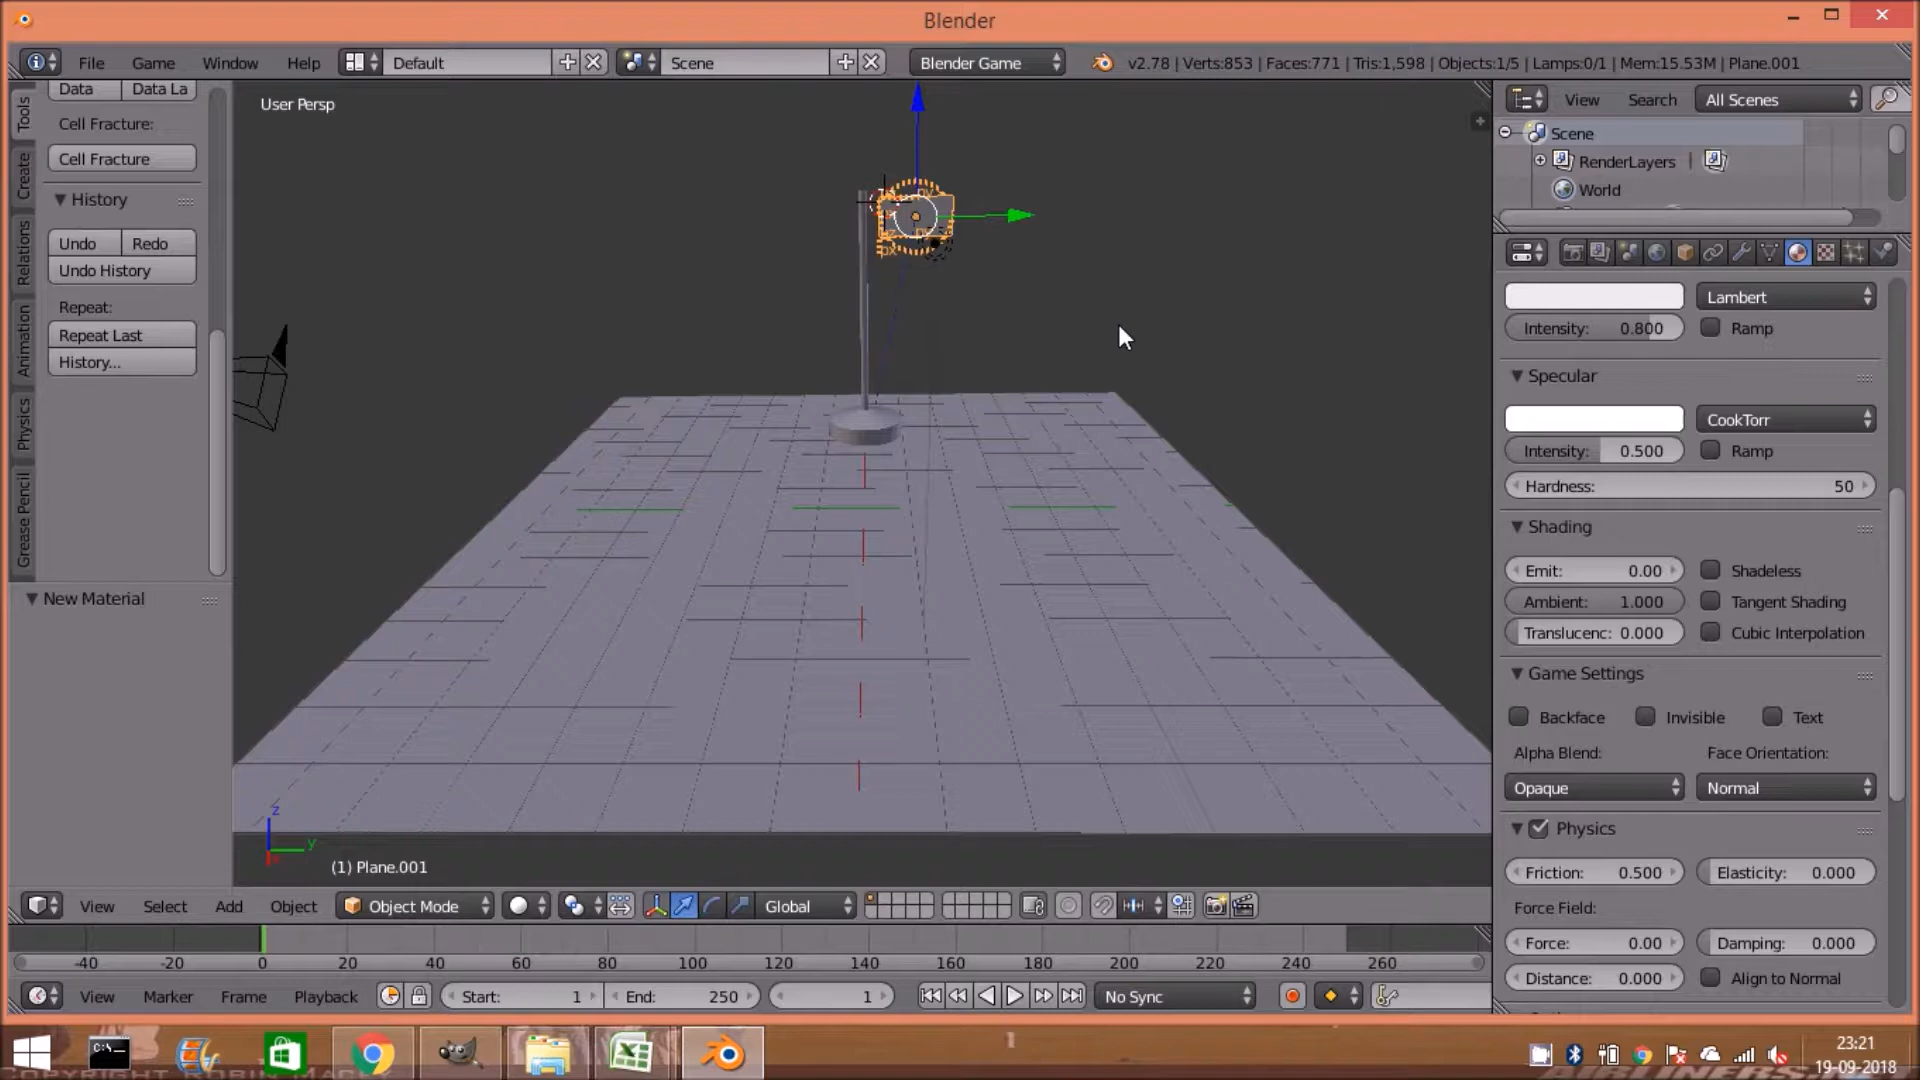 Blender
File Game Window Help Default Scene Blender Game v2.78 | Verts:853 | Faces:771 | Tris:1,598 | Objects:1/5 | Lamps:0/1 | Mem:15.53M | Plane.001
Data Data La
Cell Fracture:
Cell Fracture
History
Undo Redo
Undo History
Repeat:
Repeat Last
History...
New Material
Tools
Create
Relations
Animation
Physics
Grease Pencil
User Persp
z
y
(1) Plane.001
View Search All Scenes
Scene
RenderLayers
World
Lambert
Intensity: 0.800 Ramp
Specular
CookTorr
Intensity: 0.500 Ramp
Hardness: 50
Shading
Emit: 0.00 Shadeless
Ambient: 1.000 Tangent Shading
Translucenc: 0.000 Cubic Interpolation
Game Settings
Backface Invisible Text
Alpha Blend: Face Orientation:
Opaque Normal
Physics
Friction: 0.500 Elasticity: 0.000
Force Field:
Force: 0.00 Damping: 0.000
Distance: 0.000 Align to Normal
View Select Add Object Object Mode Global
-40 -20 0 20 40 60 80 100 120 140 160 180 200 220 240 260
View Marker Frame Playback Start: 1 End: 250 1 No Sync
23:21
19-09-2018